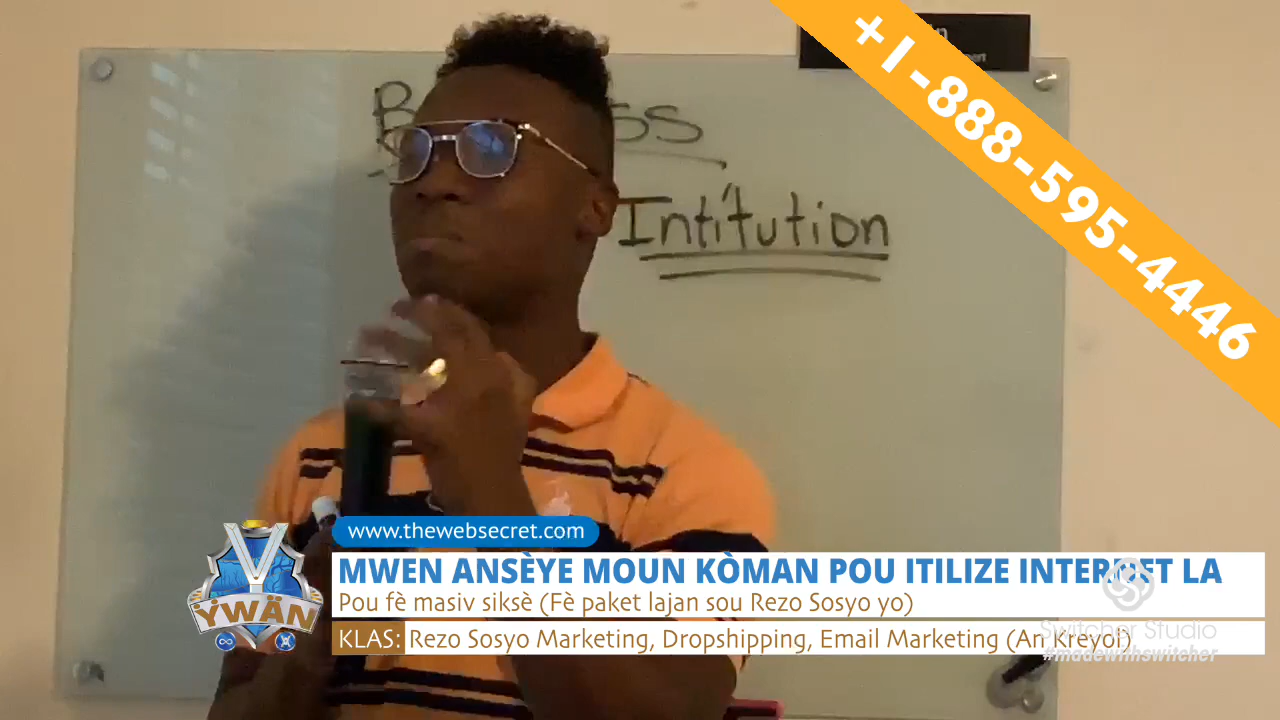 +1-888-595-4446
Intitution
www.thewebsecret.com
MWEN ANSÈYE MOUN KÒMAN POU ITILIZE INTERNET LA
Pou fè masiv siksè (Fè paket lajan sou Rezo Sosyo yo)
KLAS: Rezo Sosyo Marketing, Dropshipping, Email Marketing (An Kreyol)
YWÄN
Switcher Studio
#madewithswitcher